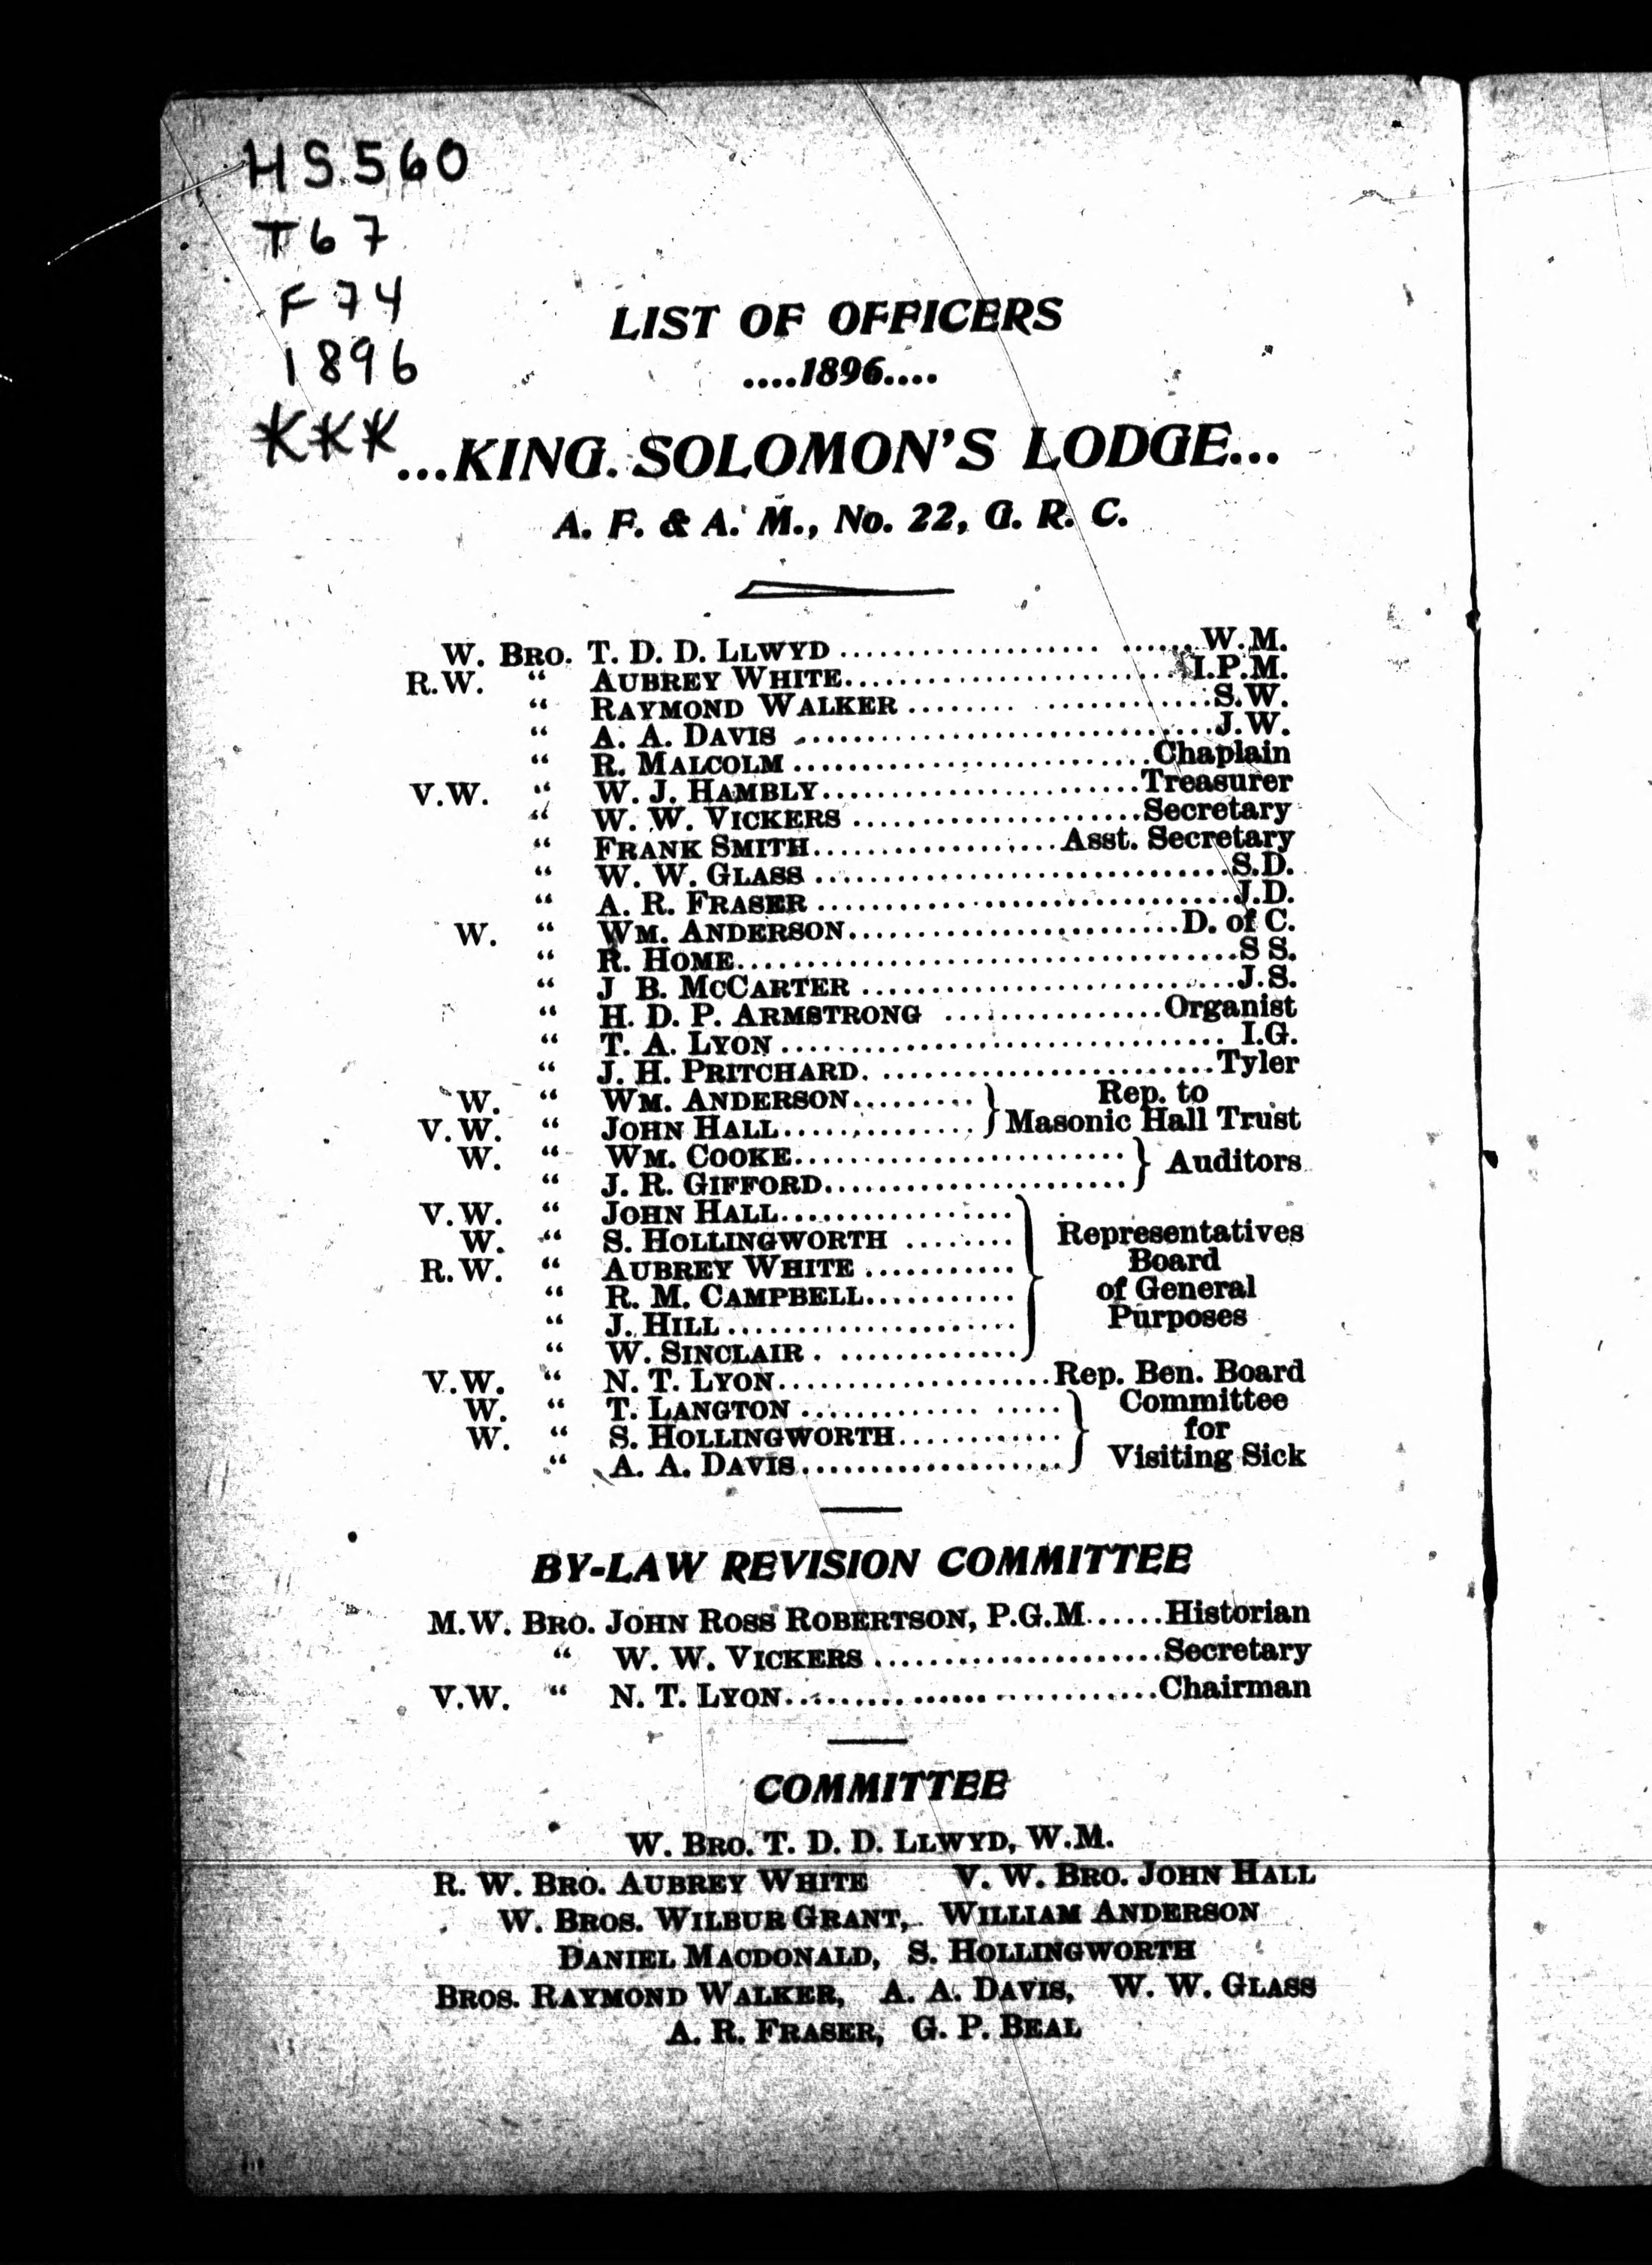 HS560
T67
F74
1896
***
LIST OF OFFICERS
....1896....
...KING SOLOMON'S LODGE...
A. F. & A. M., No. 22, G. R. C.
W. BRO. T. D. D. LLWYD .......... W.M.
R.W. “ AUBREY WHITE .......... I.P.M.
“ RAYMOND WALKER .......... S.W.
“ A. A. DAVIS .......... J.W.
“ R. MALCOLM .......... Chaplain
V.W. “ W. J. HAMBLY .......... Treasurer
“ W. W. VICKERS .......... Secretary
“ FRANK SMITH .......... Asst. Secretary
“ W. W. GLASS .......... S.D.
“ A. R. FRASER .......... J.D.
W. “ WM. ANDERSON .......... D. of C.
“ R. HOME .......... S S.
“ J B. MCCARTER .......... J.S.
“ H. D. P. ARMSTRONG .......... Organist
“ T. A. LYON .......... I.G.
“ J. H. PRITCHARD. .......... Tyler
W. “ WM. ANDERSON .......... } Rep. to
V.W. “ JOHN HALL .......... } Masonic Hall Trust
W. “ WM. COOKE .......... } Auditors
“ J. R. GIFFORD .......... }
V.W. “ JOHN HALL .......... }
W. “ S. HOLLINGWORTH .......... } Representatives
R.W. “ AUBREY WHITE .......... } Board
“ R. M. CAMPBELL .......... } of General
“ J. HILL .......... } Purposes
“ W. SINCLAIR . .......... }
V.W. “ N. T. LYON .......... Rep. Ben. Board
W. “ T. LANGTON .......... } Committee
W. “ S. HOLLINGWORTH .......... } for
“ A. A. DAVIS .......... } Visiting Sick
BY-LAW REVISION COMMITTEE
M.W. BRO. JOHN ROSS ROBERTSON, P.G.M ...... Historian
“ W. W. VICKERS .......... Secretary
V.W. “ N. T. LYON .......... Chairman
COMMITTEE
W. BRO. T. D. D. LLWYD, W.M.
R. W. BRO. AUBREY WHITE V. W. BRO. JOHN HALL
W. BROS. WILBUR GRANT, WILLIAM ANDERSON
DANIEL MACDONALD, S. HOLLINGWORTH
BROS. RAYMOND WALKER, A. A. DAVIS, W. W. GLASS
A. R. FRASER, G. P. BEAL